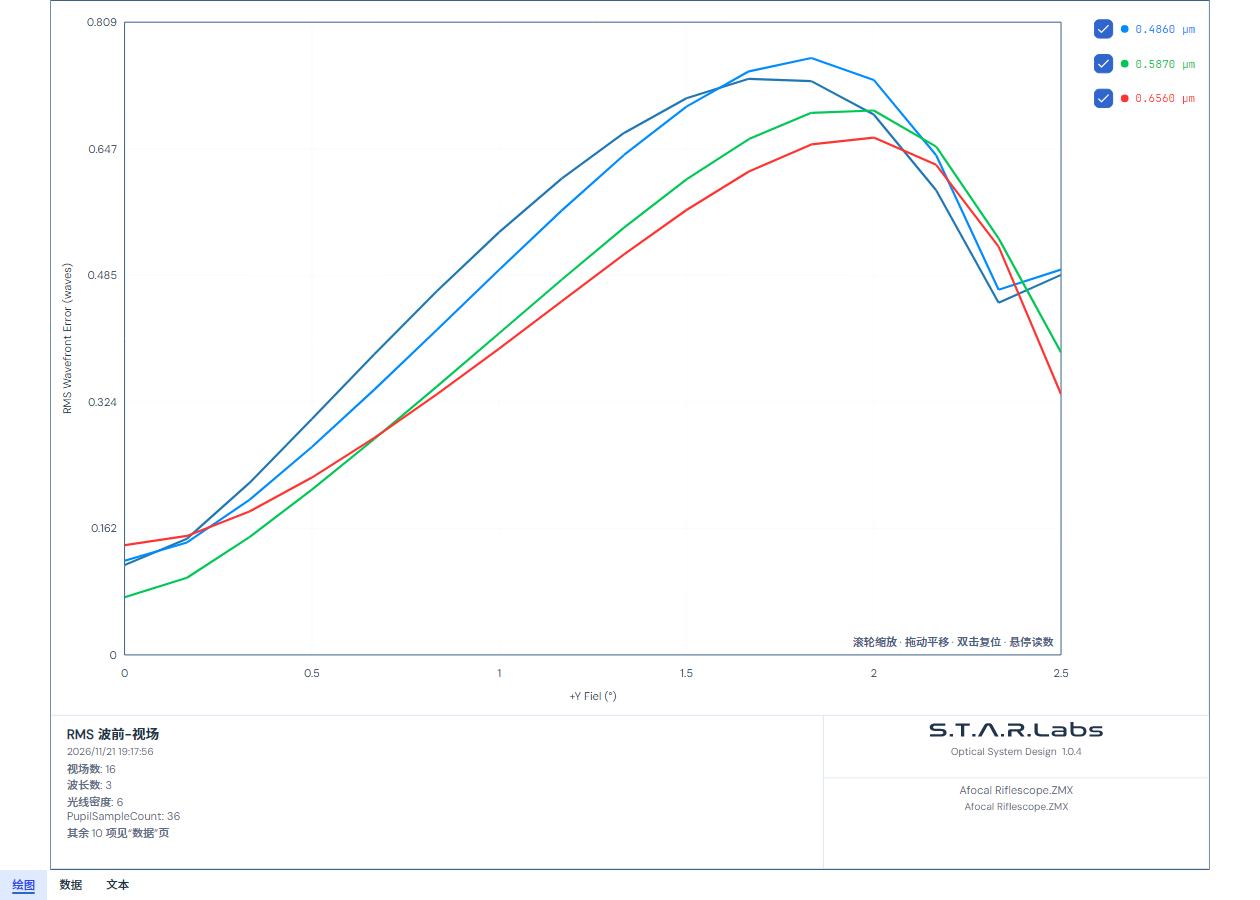 0.809
0.647
0.485
0.324
0.162
0
RMS Wavefront Error (waves)
0
0.5
1
1.5
2
2.5
+Y Fiel (°)
滚轮缩放 · 拖动平移 · 双击复位 · 悬停读数
0.4860 μm
0.5870 μm
0.6560 μm
RMS 波前-视场
2026/11/21 19:17:56
视场数: 16
波长数: 3
光线密度: 6
PupilSampleCount: 36
其余 10 项见“数据”页
S.T.A.R.Labs
Optical System Design 1.0.4
Afocal Riflescope.ZMX
Afocal Riflescope.ZMX
绘图 数据 文本